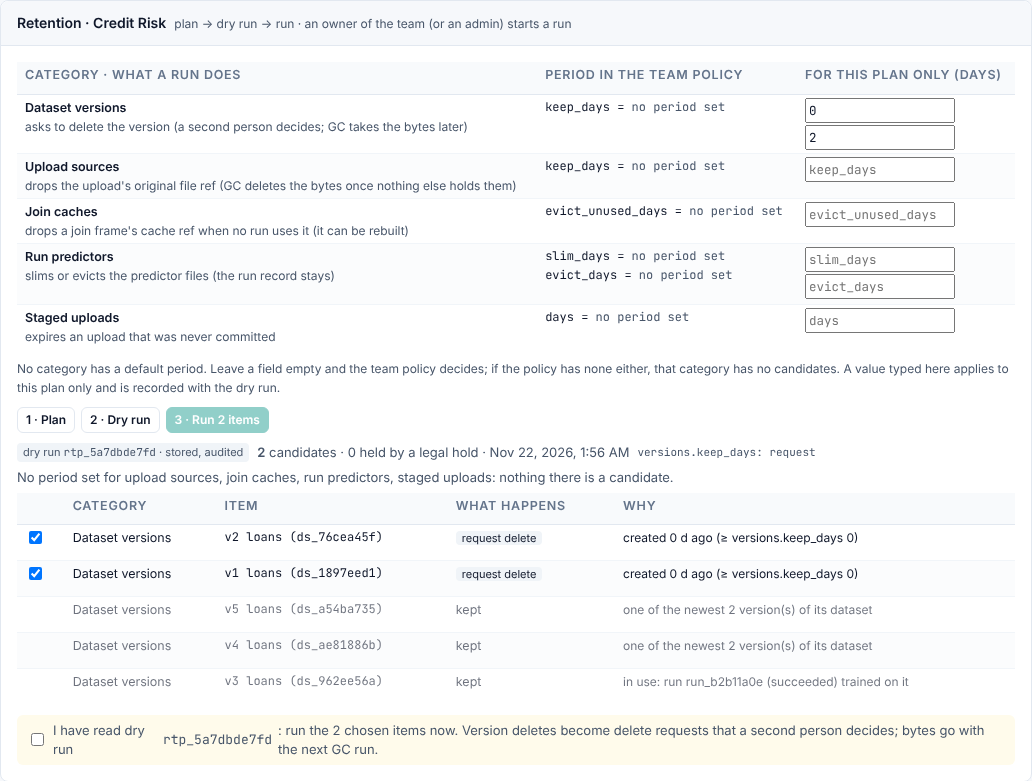 Retention · Credit Risk plan → dry run → run · an owner of the team (or an admin) starts a run
CATEGORY · WHAT A RUN DOES PERIOD IN THE TEAM POLICY FOR THIS PLAN ONLY (DAYS)
Dataset versions keep_days = no period set 0
asks to delete the version (a second person decides; GC takes the bytes later) 2
Upload sources keep_days = no period set keep_days
drops the upload's original file ref (GC deletes the bytes once nothing else holds them)
Join caches evict_unused_days = no period set evict_unused_days
drops a join frame's cache ref when no run uses it (it can be rebuilt)
Run predictors slim_days = no period set slim_days
slims or evicts the predictor files (the run record stays) evict_days = no period set evict_days
Staged uploads days = no period set days
expires an upload that was never committed
No category has a default period. Leave a field empty and the team policy decides; if the policy has none either, that category has no candidates. A value typed here applies to
this plan only and is recorded with the dry run.
1 · Plan 2 · Dry run 3 · Run 2 items
dry run rtp_5a7dbde7fd · stored, audited 2 candidates · 0 held by a legal hold · Nov 22, 2026, 1:56 AM versions.keep_days: request
No period set for upload sources, join caches, run predictors, staged uploads: nothing there is a candidate.
CATEGORY ITEM WHAT HAPPENS WHY
Dataset versions v2 loans (ds_76cea45f) request delete created 0 d ago (≥ versions.keep_days 0)
Dataset versions v1 loans (ds_1897eed1) request delete created 0 d ago (≥ versions.keep_days 0)
Dataset versions v5 loans (ds_a54ba735) kept one of the newest 2 version(s) of its dataset
Dataset versions v4 loans (ds_ae81886b) kept one of the newest 2 version(s) of its dataset
Dataset versions v3 loans (ds_962ee56a) kept in use: run run_b2b11a0e (succeeded) trained on it
I have read dry run rtp_5a7dbde7fd : run the 2 chosen items now. Version deletes become delete requests that a second person decides; bytes go with
the next GC run.